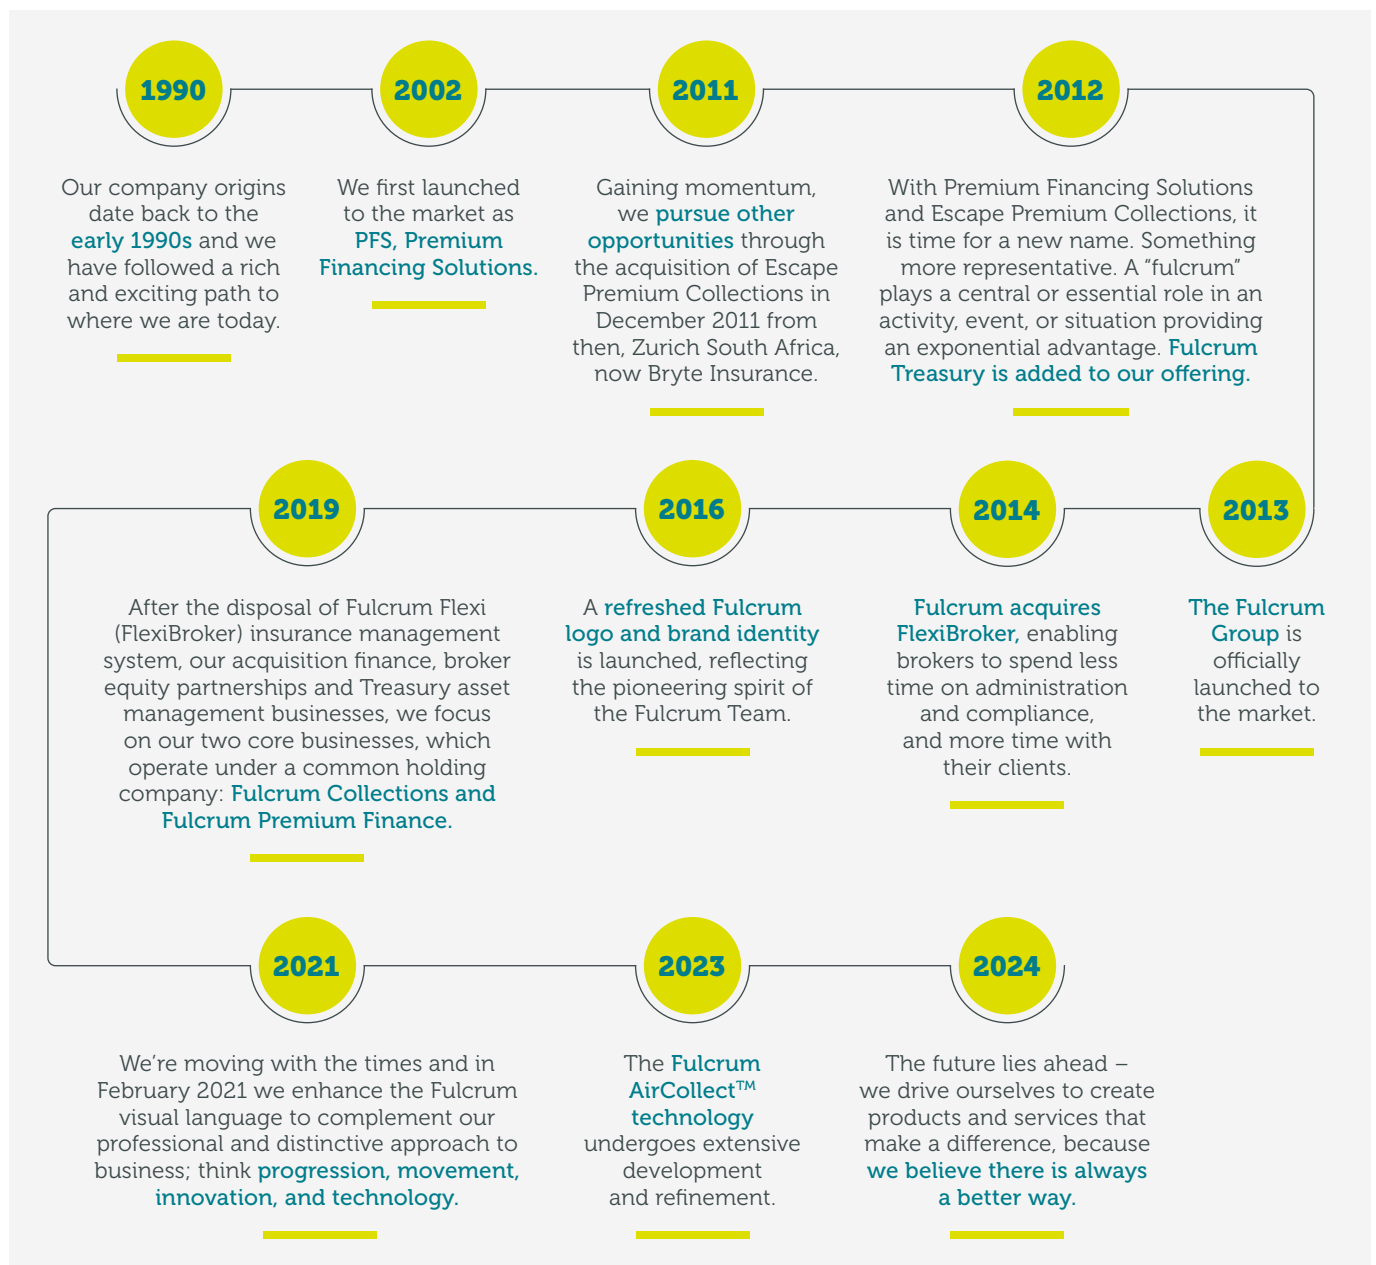 1990
Our company origins
date back to the
early 1990s and we
have followed a rich
and exciting path to
where we are today.
2002
We first launched
to the market as
PFS, Premium
Financing Solutions.
2011
Gaining momentum,
we pursue other
opportunities through
the acquisition of Escape
Premium Collections in
December 2011 from
then, Zurich South Africa,
now Bryte Insurance.
2012
With Premium Financing Solutions
and Escape Premium Collections, it
is time for a new name. Something
more representative. A “fulcrum”
plays a central or essential role in an
activity, event, or situation providing
an exponential advantage. Fulcrum
Treasury is added to our offering.
2013
The Fulcrum
Group is
officially
launched to
the market.
2014
Fulcrum acquires
FlexiBroker, enabling
brokers to spend less
time on administration
and compliance,
and more time with
their clients.
2016
A refreshed Fulcrum
logo and brand identity
is launched, reflecting
the pioneering spirit of
the Fulcrum Team.
2019
After the disposal of Fulcrum Flexi
(FlexiBroker) insurance management
system, our acquisition finance, broker
equity partnerships and Treasury asset
management businesses, we focus
on our two core businesses, which
operate under a common holding
company: Fulcrum Collections and
Fulcrum Premium Finance.
2021
We’re moving with the times and in
February 2021 we enhance the Fulcrum
visual language to complement our
professional and distinctive approach to
business; think progression, movement,
innovation, and technology.
2023
The Fulcrum
AirCollect™
technology
undergoes extensive
development
and refinement.
2024
The future lies ahead –
we drive ourselves to create
products and services that
make a difference, because
we believe there is always
a better way.